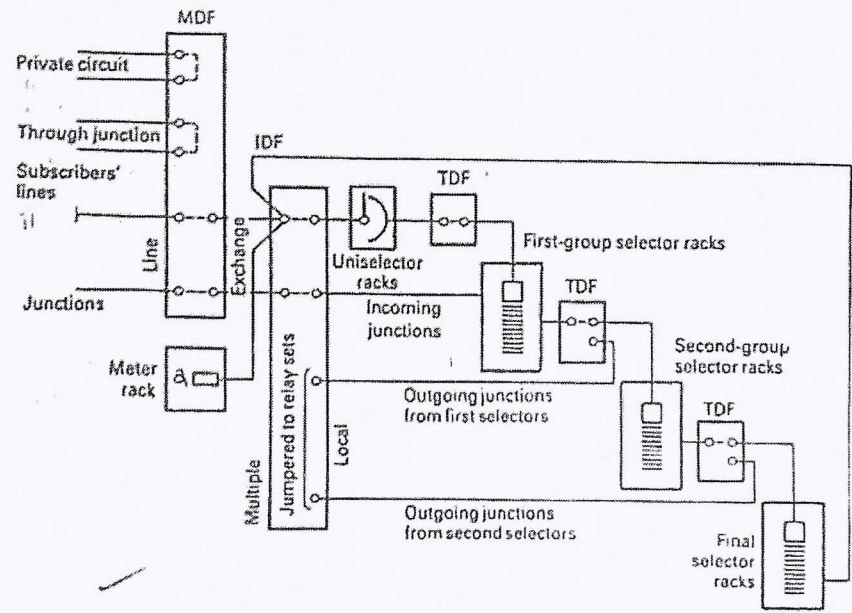 MDF
Private circuit
Through junction
Subscribers'
lines
Line
Exchange
Junctions
IDF
TDF
Uniselector
racks
First-group selector racks
TDF
Incoming
junctions
Meter
rack
Second-group
selector racks
TDF
Jumpered to relay sets
Outgoing junctions
from first selectors
Multiple
Local
Outgoing junctions
from second selectors
Final
selector
racks